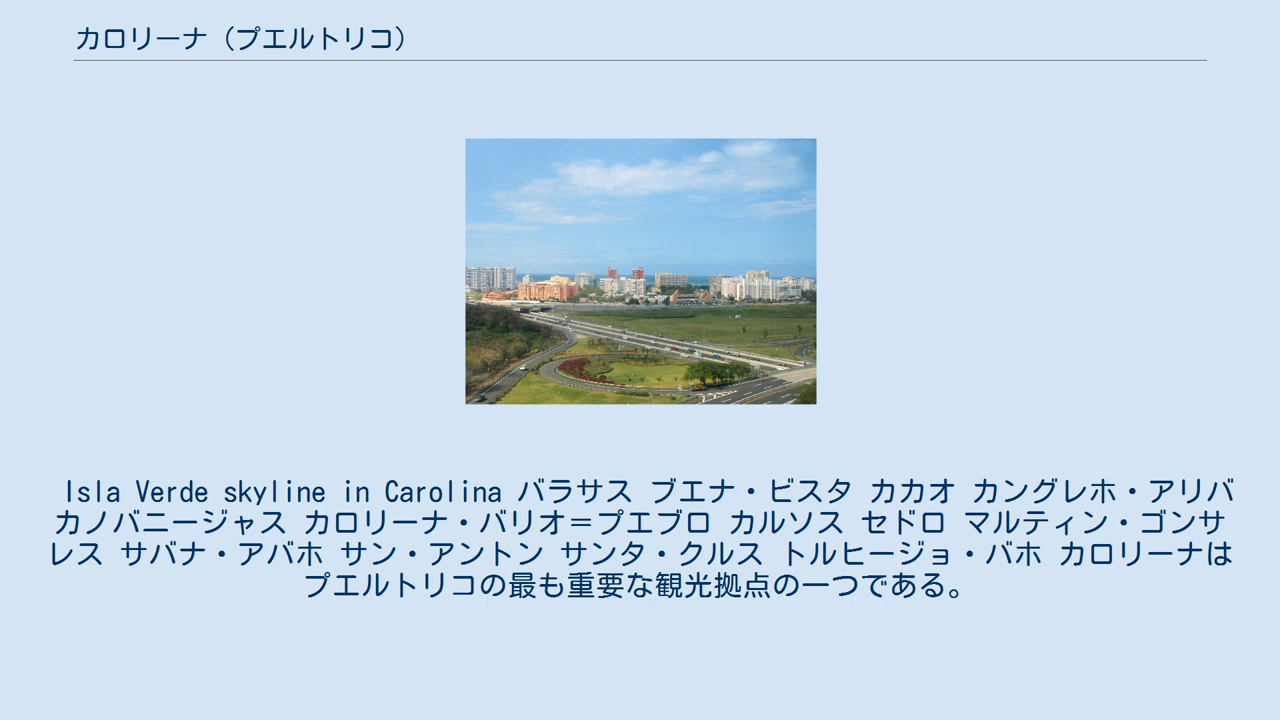 カロリーナ（プエルトリコ）
Isla Verde skyline in Carolina バラサス ブエナ・ビスタ カカオ カングレホ・アリバ
カノバニージャス カロリーナ・バリオ＝プエブロ カルソス セドロ マルティン・ゴンサ
レス サバナ・アバホ サン・アントン サンタ・クルス トルヒージョ・バホ カロリーナは
プエルトリコの最も重要な観光拠点の一つである。